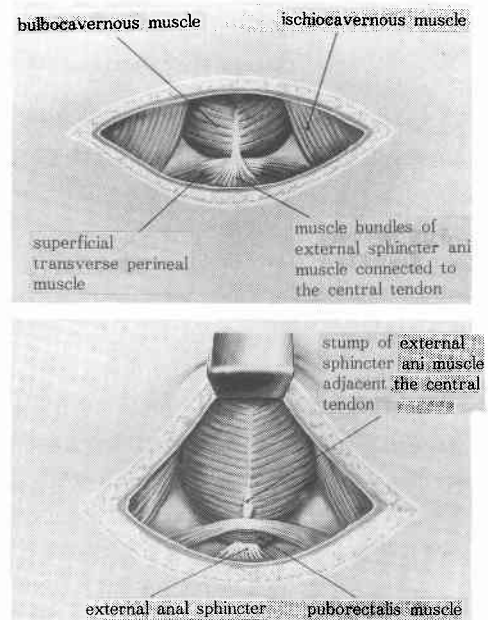 bulbocavernous muscle
ischiocavernous muscle
superficial
transverse perineal
muscle
muscle bundles of
external sphincter ani
muscle connected to
the central tendon
stump of external
sphincter ani muscle
adjacent the central
tendon
external anal sphincter
puborectalis muscle